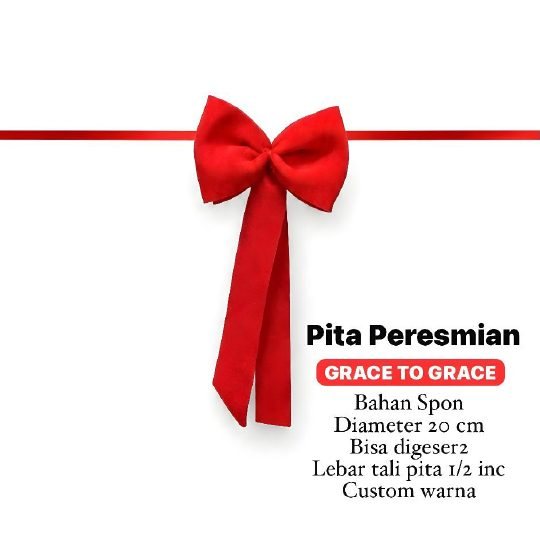 Pita Peresmian
GRACE TO GRACE
Bahan Spon
Diameter 20 cm
Bisa digeser2
Lebar tali pita 1/2 inc
Custom warna